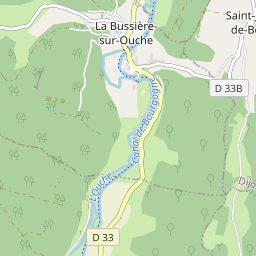 La Bussière-
sur-Ouche
Saint-
de-B
D 33B
Canal de Bourgogne
L'Ouche
Dijo
D 33